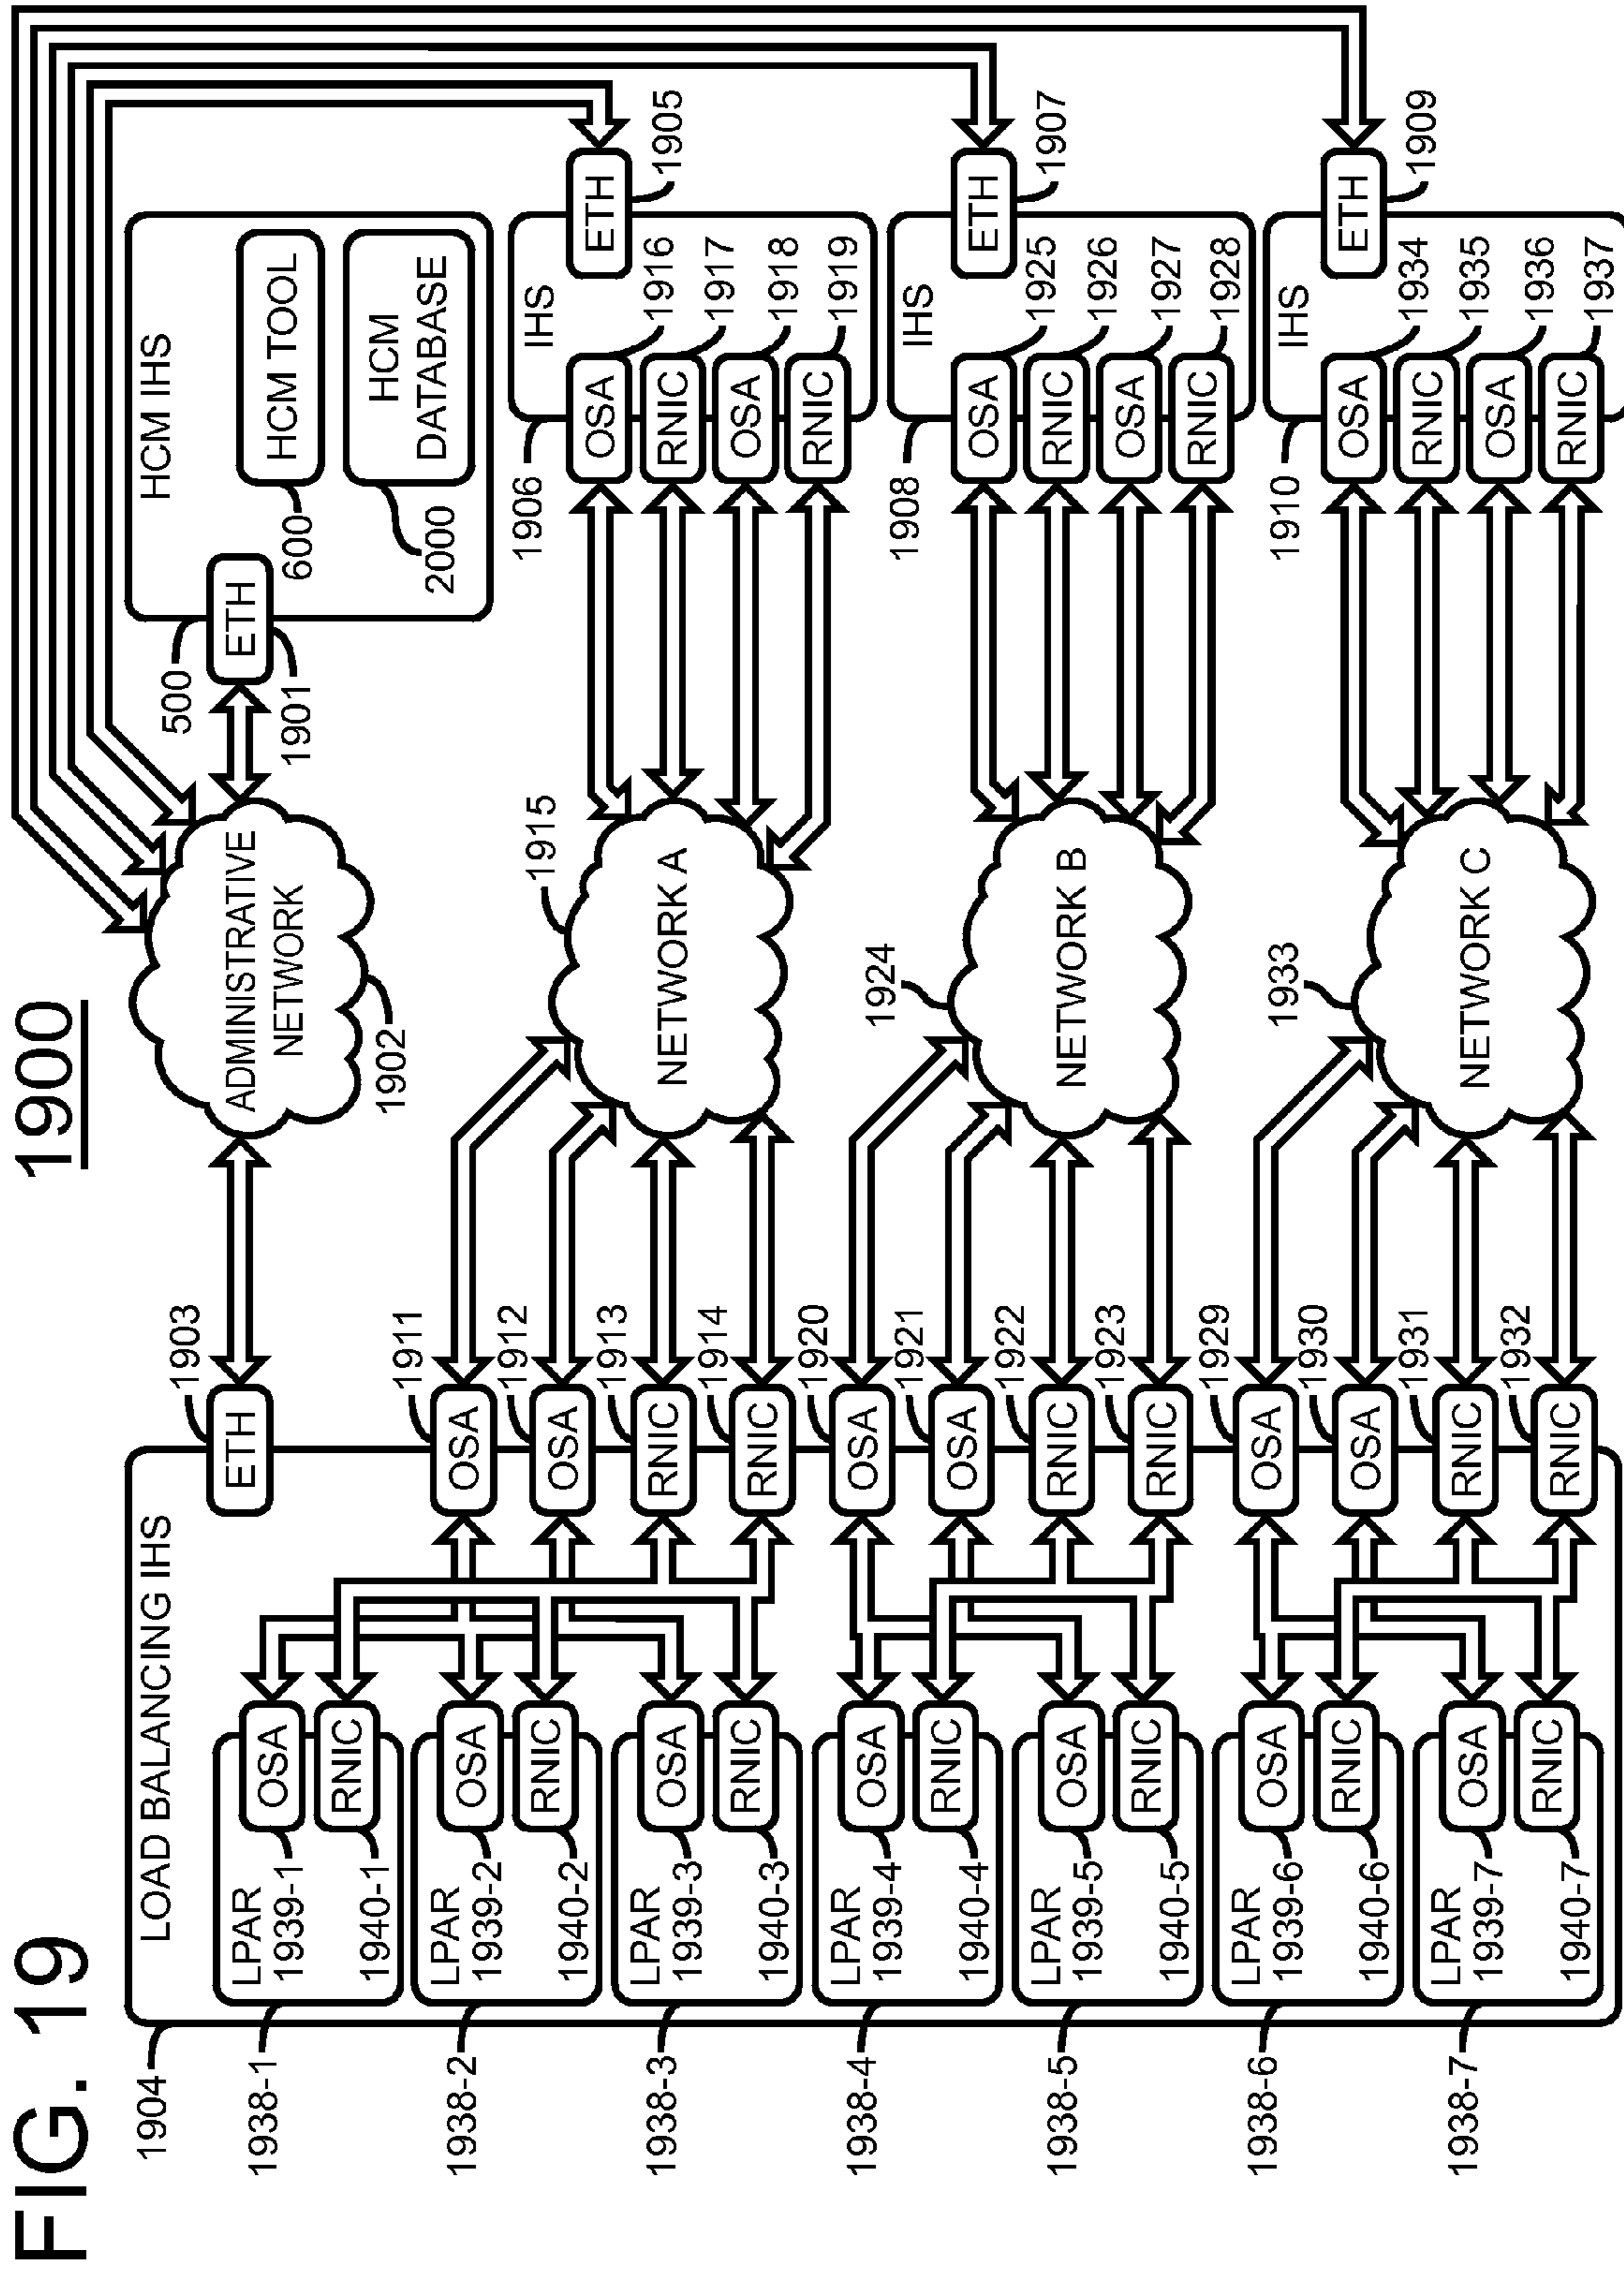 FIG. 19
1900
LOAD BALANCING IHS
1904
LPAR
1938-1
OSA
1939-1
RNIC
1940-1
LPAR
1938-2
OSA
1939-2
RNIC
1940-2
LPAR
1938-3
OSA
1939-3
RNIC
1940-3
LPAR
1938-4
OSA
1939-4
RNIC
1940-4
LPAR
1938-5
OSA
1939-5
RNIC
1940-5
LPAR
1938-6
OSA
1939-6
RNIC
1940-6
LPAR
1938-7
OSA
1939-7
RNIC
1940-7
ETH
1903
OSA
1911
OSA
1912
RNIC
1913
RNIC
1914
OSA
1920
OSA
1921
RNIC
1922
RNIC
1923
OSA
1929
OSA
1930
RNIC
1931
RNIC
1932
ADMINISTRATIVE
NETWORK
1902
NETWORK A
1915
NETWORK B
1924
NETWORK C
1933
HCM IHS
500
ETH
1901
HCM TOOL
600
HCM
DATABASE
2000
IHS
1906
ETH
1905
OSA
1916
RNIC
1917
OSA
1918
RNIC
1919
IHS
1908
ETH
1907
OSA
1925
RNIC
1926
OSA
1927
RNIC
1928
IHS
1910
ETH
1909
OSA
1934
RNIC
1935
OSA
1936
RNIC
1937